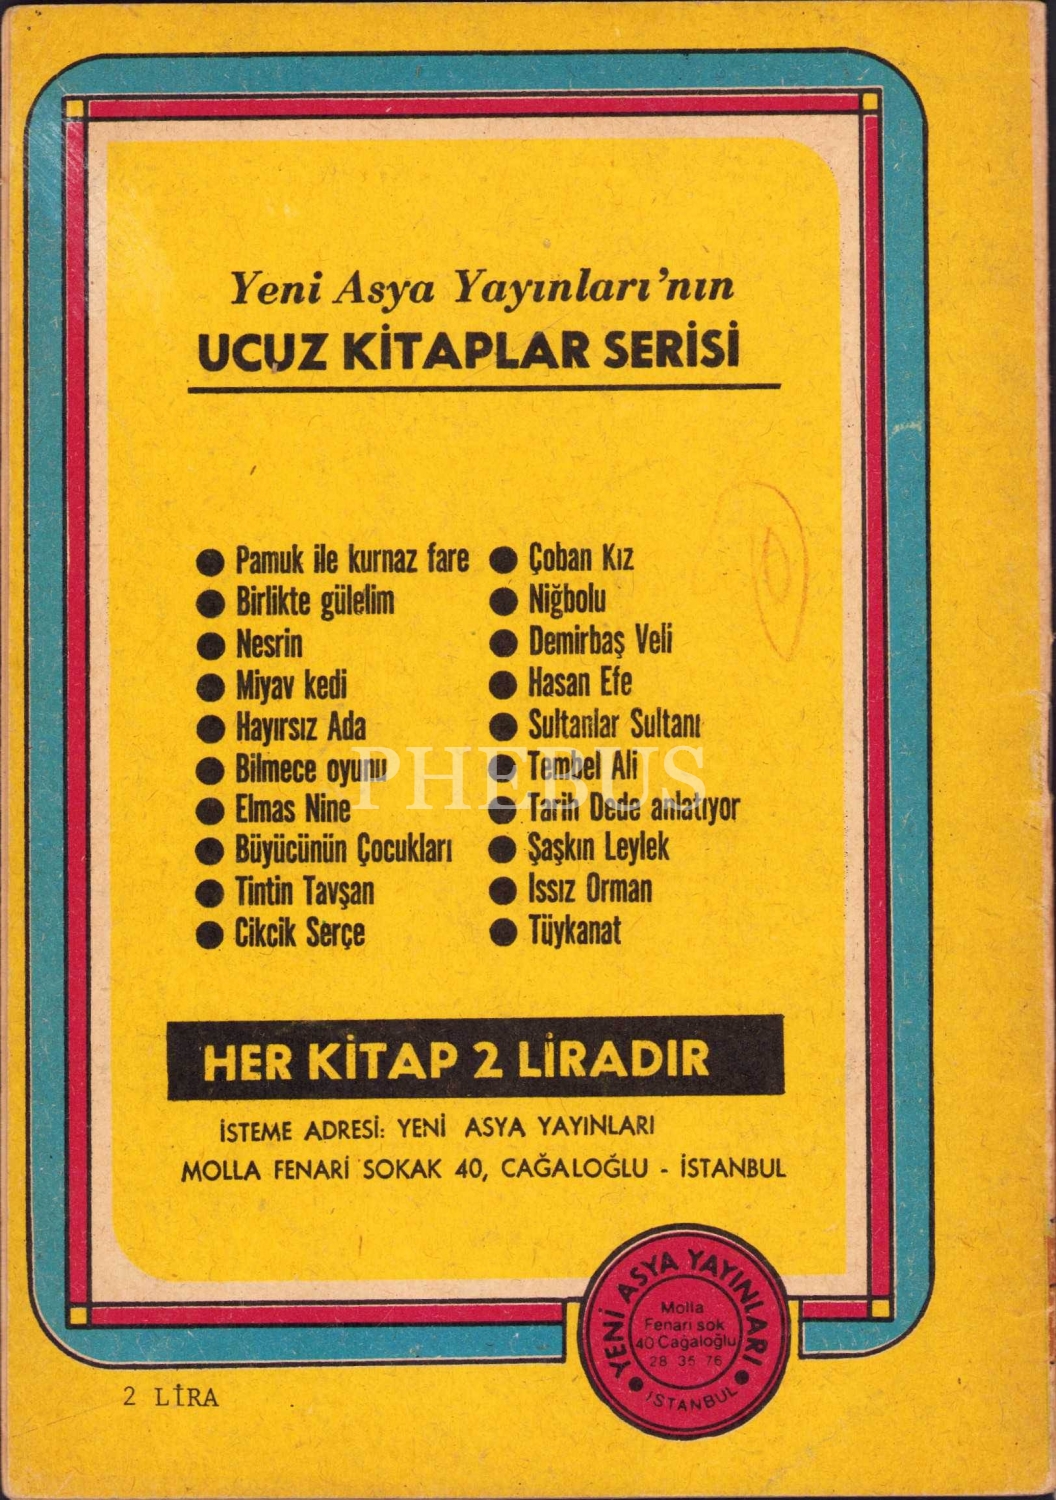 Yeni Asya Yayınları'nın
UCUZ KİTAPLAR SERİSİ
● Pamuk ile kurnaz fare
● Birlikte gülelim
● Nesrin
● Miyav kedi
● Hayırsız Ada
● Bilmece oyunu
● Elmas Nine
● Büyücünün Çocukları
● Tintin Tavşan
● Cikcik Serçe
● Çoban Kız
● Niğbolu
● Demirbaş Veli
● Hasan Efe
● Sultanlar Sultanı
● Tembel Ali
● Tarih Dede anlatıyor
● Şaşkın Leylek
● Issız Orman
● Tüykanat
PHEBUS
HER KİTAP 2 LİRADIR
İSTEME ADRESİ: YENİ ASYA YAYINLARI
MOLLA FENARİ SOKAK 40, CAĞALOĞLU - İSTANBUL
YENİ ASYA YAYINLARI
Molla
Fenarı sok
40 Cağaloğlu
28 35 76
● İSTANBUL ●
2 LİRA